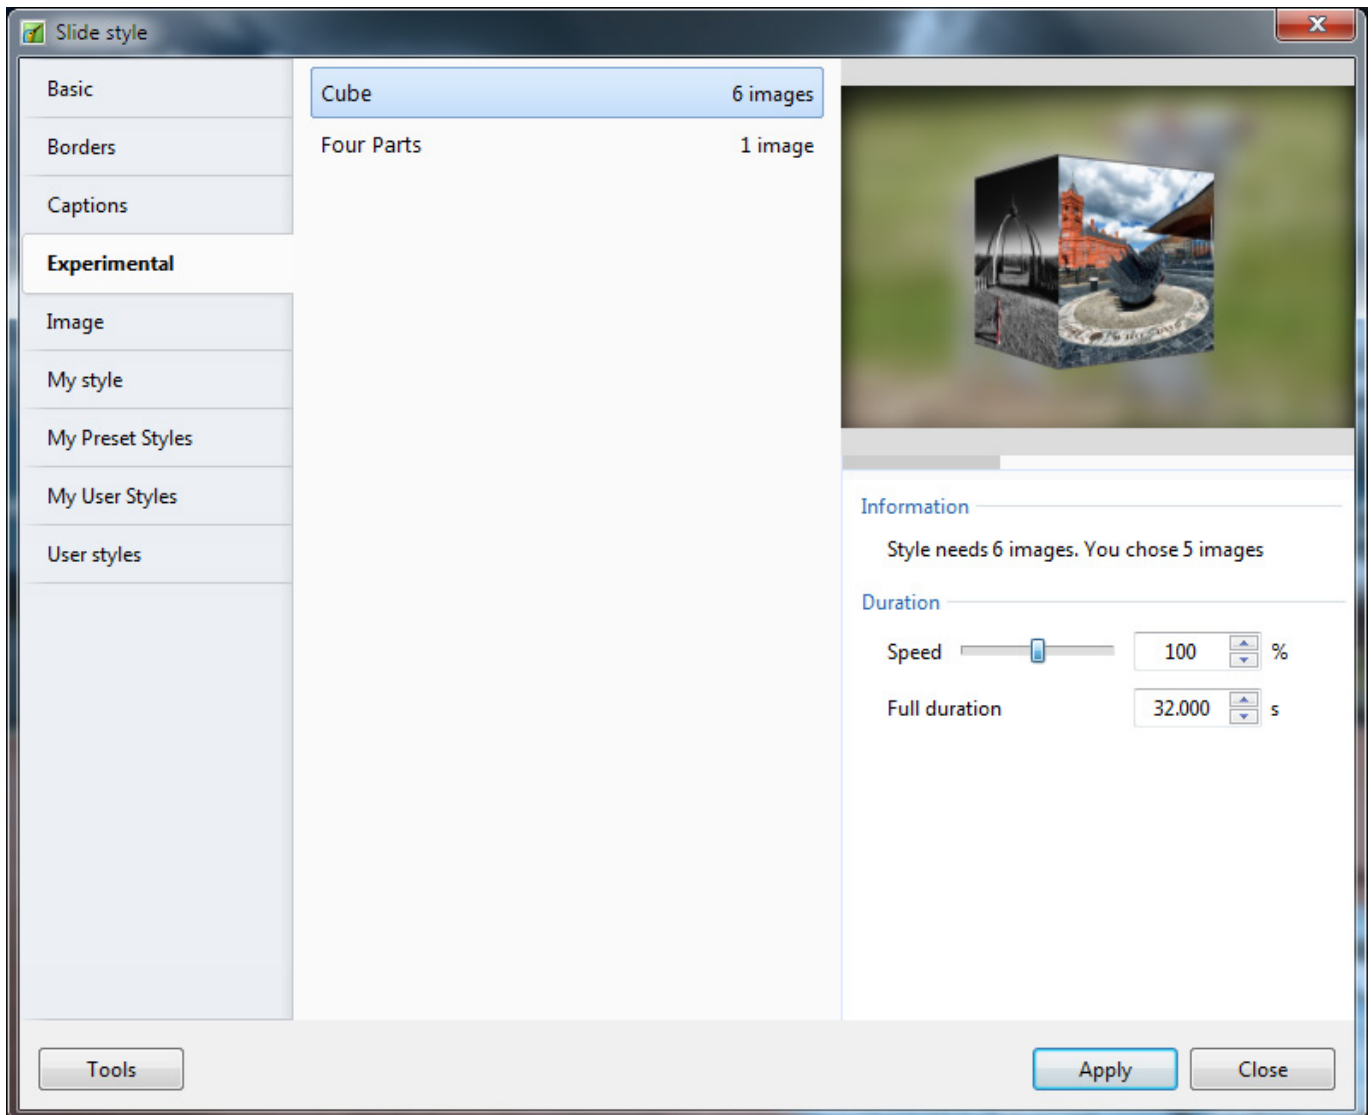 Slide style
Basic
Borders
Captions
Experimental
Image
My style
My Preset Styles
My User Styles
User styles
Cube 6 images
Four Parts 1 image
Information
Style needs 6 images. You chose 5 images
Duration
Speed 100 %
Full duration 32.000 s
Tools
Apply Close